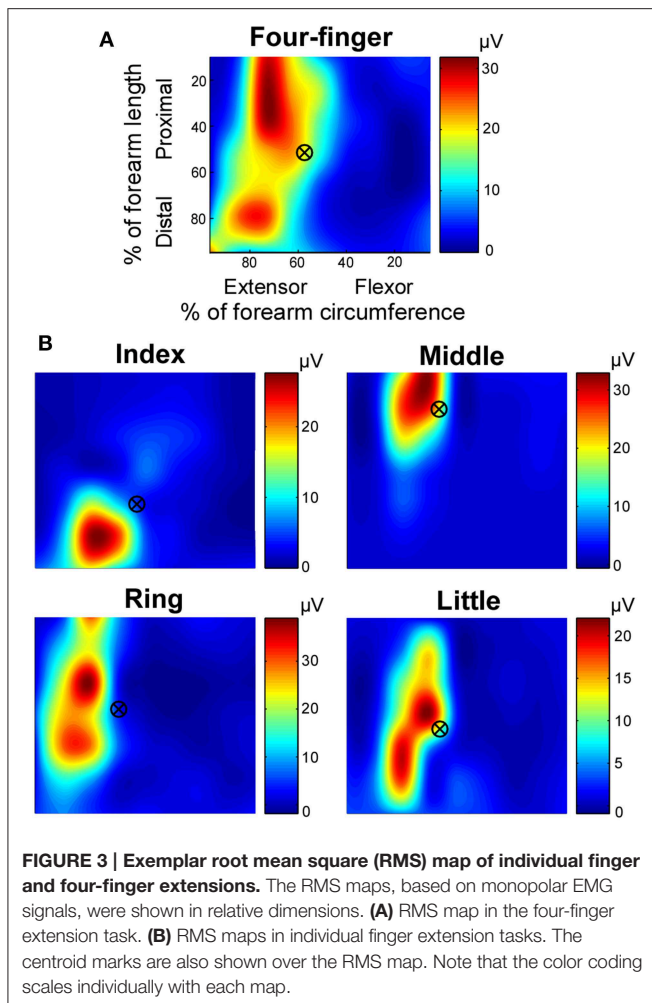 A
Four-finger
µV
% of forearm length
Distal Proximal
20
40
60
80
80 60 40 20
Extensor Flexor
% of forearm circumference
30
20
10
0
B
Index
µV
20
10
0
Middle
µV
30
25
20
15
10
5
0
Ring
µV
30
20
10
0
Little
µV
20
15
10
5
0
FIGURE 3 | Exemplar root mean square (RMS) map of individual finger
and four-finger extensions. The RMS maps, based on monopolar EMG
signals, were shown in relative dimensions. (A) RMS map in the four-finger
extension task. (B) RMS maps in individual finger extension tasks. The
centroid marks are also shown over the RMS map. Note that the color coding
scales individually with each map.